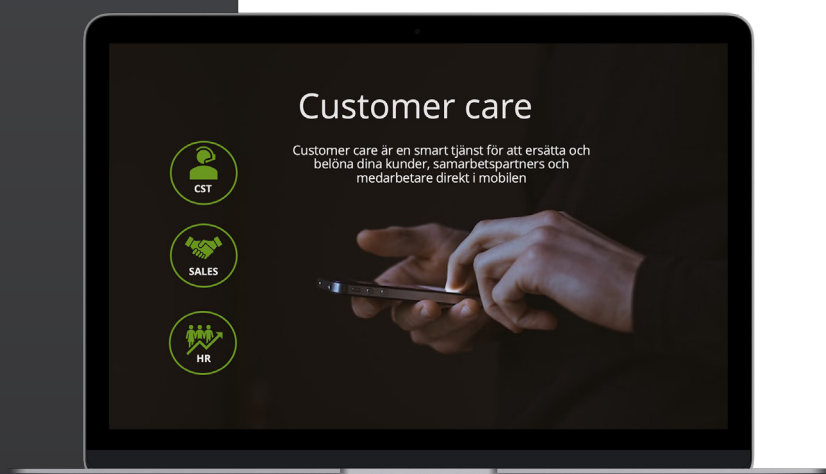 Customer care
Customer care är en smart tjänst för att ersätta och
belöna dina kunder, samarbetspartners och
medarbetare direkt i mobilen
CST
SALES
HR